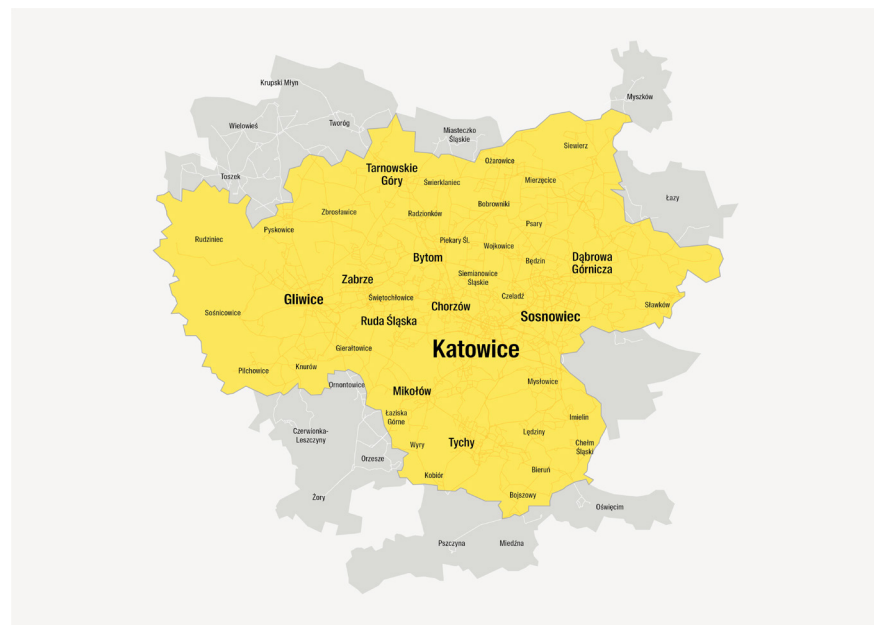 Krupski Młyn
Myszków
Wielowieś
Tworóg
Miasteczko
Śląskie
Siewierz
Ożarowice
Tarnowskie
Góry
Toszek
Świerklaniec
Mierzęcice
Łazy
Bobrowniki
Zbrosławice
Radzionków
Psary
Pyskowice
Rudziniec
Piekary Śl.
Wojkowice
Bytom
Będzin
Dąbrowa
Górnicza
Zabrze
Siemianowice
Śląskie
Gliwice
Świętochłowice
Czeladź
Chorzów
Sławków
Sośnicowice
Ruda Śląska
Sosnowiec
Katowice
Gierałtowice
Pilchowice
Knurów
Ornontowice
Mikołów
Mysłowice
Łaziska
Górne
Imielin
Czerwionka-
Leszczyny
Lędziny
Wyry
Tychy
Chełm
Śląski
Orzesze
Kobiór
Bieruń
Żory
Bojszowy
Oświęcim
Pszczyna
Miedźna